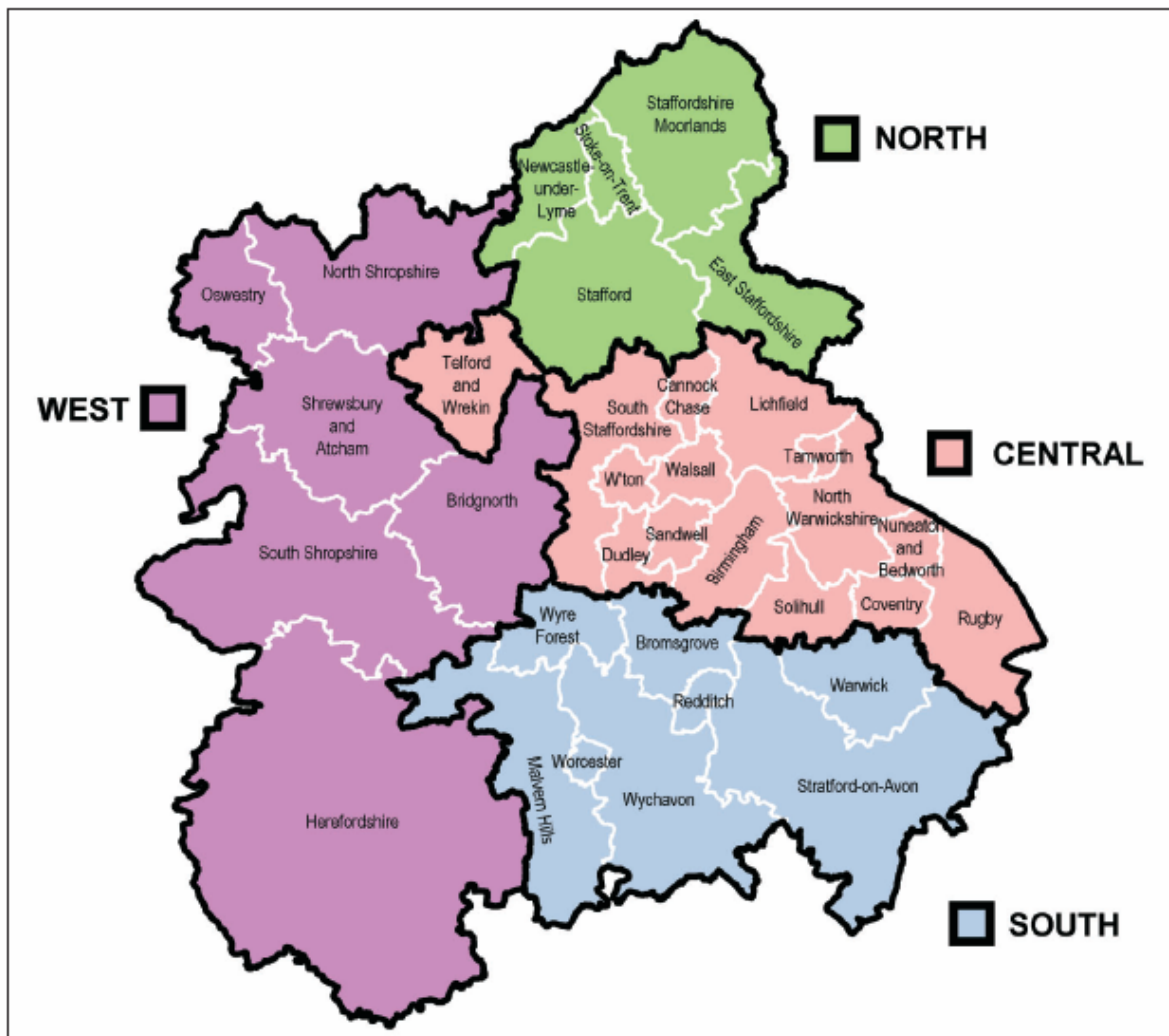 Staffordshire
Moorlands
NORTH
Stoke-on-Trent
Newcastle-
under-
Lyme
North Shropshire
Oswestry
Stafford
East Staffordshire
Telford
and
Wrekin
Cannock
Chase
Lichfield
WEST
Shrewsbury
and
Atcham
South
Staffordshire
CENTRAL
Tamworth
W'ton
Walsall
Bridgnorth
North
Warwickshire
Nuneaton
and
Bedworth
Sandwell
Birmingham
Dudley
South Shropshire
Solihull
Coventry
Rugby
Wyre
Forest
Bromsgrove
Warwick
Redditch
Worcester
Malvern Hills
Wychavon
Stratford-on-Avon
Herefordshire
SOUTH